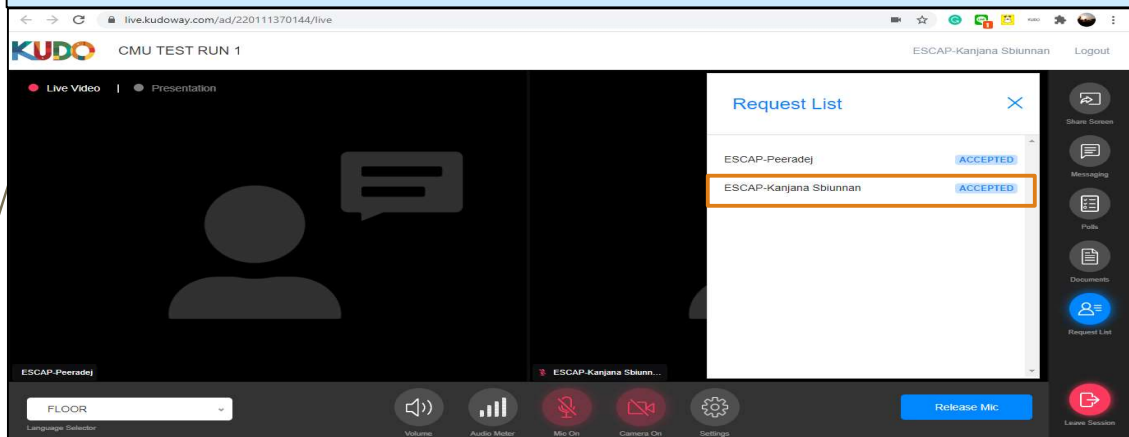 live.kudoway.com/ad/220111370144/live
KUDO
CMU TEST RUN 1
ESCAP-Kanjana Sbiunnan
Logout
Live Video | Presentation
Request List
ESCAP-Peeradej
ACCEPTED
ESCAP-Kanjana Sbiunnan
ACCEPTED
Share Screen
Messaging
Polls
Documents
Request List
ESCAP-Peeradej
ESCAP-Kanjana Sbiunn...
FLOOR
Language Selector
Volume
Audio Meter
Mic On
Camera On
Settings
Release Mic
Leave Session